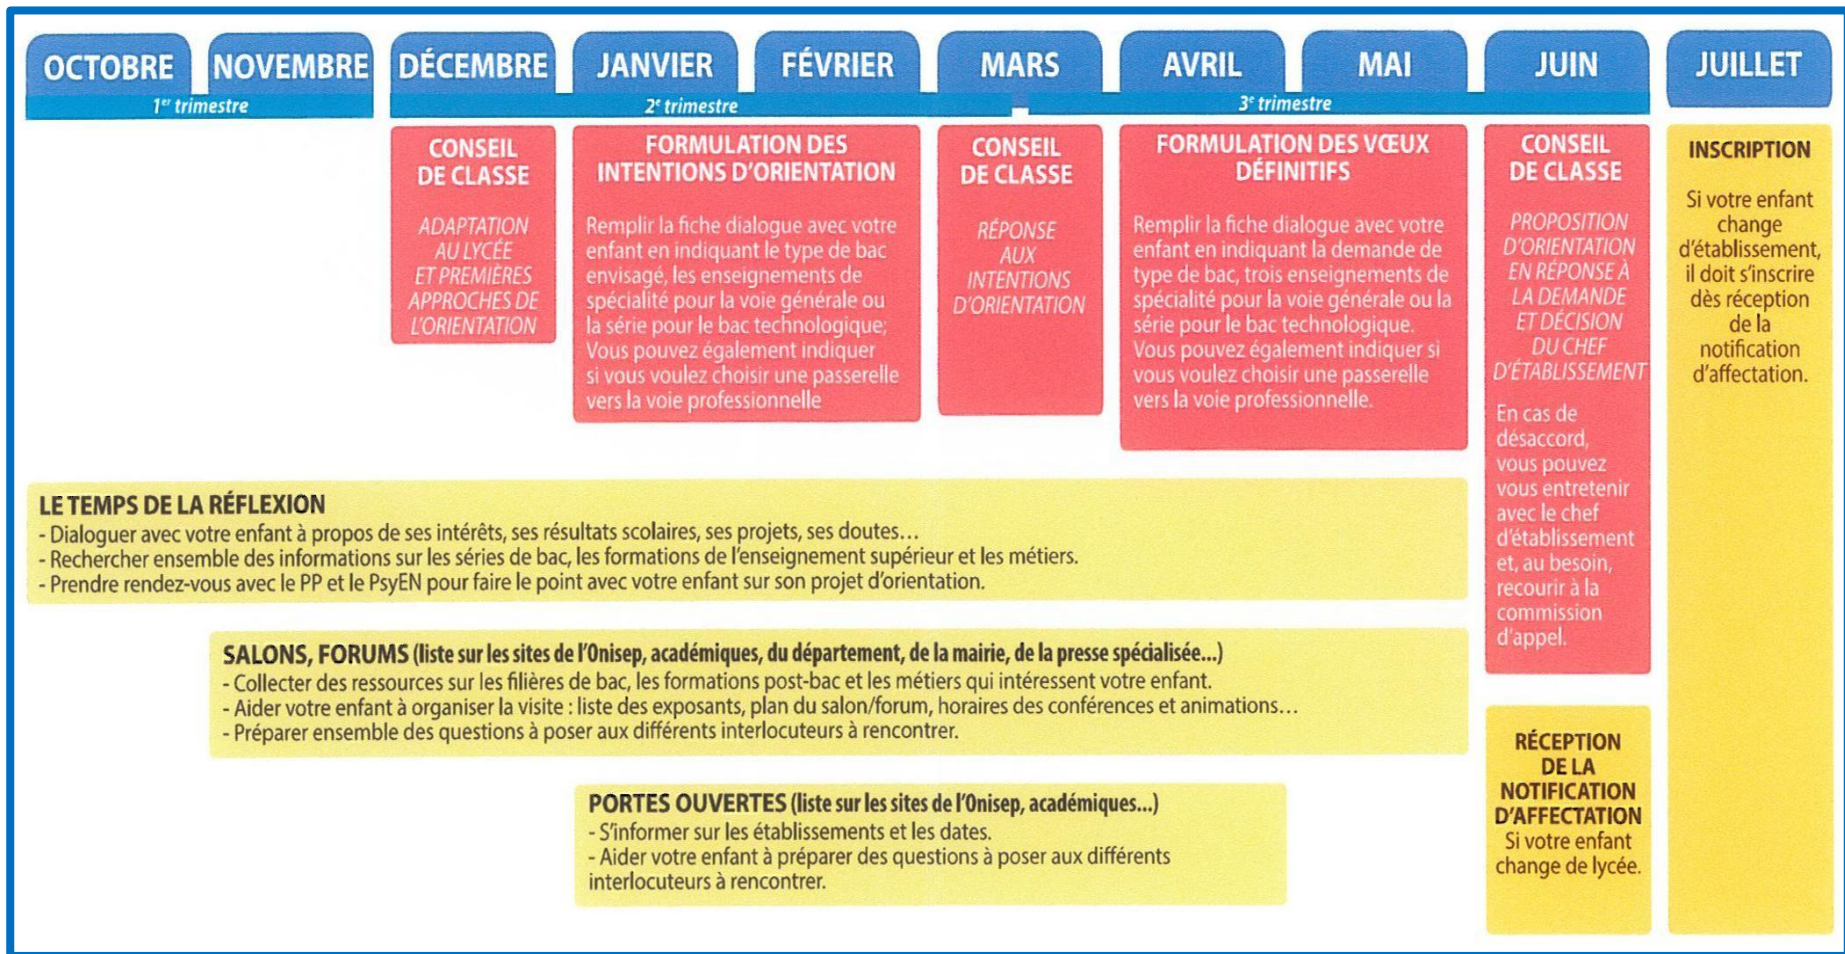 OCTOBRE
NOVEMBRE
DÉCEMBRE
JANVIER
FÉVRIER
MARS
AVRIL
MAI
JUIN
JUILLET
1er trimestre
2e trimestre
3e trimestre
CONSEIL
DE CLASSE
ADAPTATION
AU LYCÉE
ET PREMIÈRES
APPROCHES DE
L'ORIENTATION
FORMULATION DES
INTENTIONS D'ORIENTATION
Remplir la fiche dialogue avec votre
enfant en indiquant le type de bac
envisagé, les enseignements de
spécialité pour la voie générale ou
la série pour le bac technologique;
Vous pouvez également indiquer
si vous voulez choisir une passerelle
vers la voie professionnelle
CONSEIL
DE CLASSE
RÉPONSE
AUX
INTENTIONS
D'ORIENTATION
FORMULATION DES VŒUX
DÉFINITIFS
Remplir la fiche dialogue avec votre
enfant en indiquant la demande de
type de bac, trois enseignements de
spécialité pour la voie générale ou la
série pour le bac technologique.
Vous pouvez également indiquer si
vous voulez choisir une passerelle
vers la voie professionnelle.
CONSEIL
DE CLASSE
PROPOSITION
D'ORIENTATION
EN RÉPONSE À
LA DEMANDE
ET DÉCISION
DU CHEF
D'ÉTABLISSEMENT
En cas de
désaccord,
vous pouvez
vous entretenir
avec le chef
d'établissement
et, au besoin,
recourir à la
commission
d'appel.
INSCRIPTION
Si votre enfant
change
d'établissement,
il doit s'inscrire
dès réception
de la
notification
d'affectation.
LE TEMPS DE LA RÉFLEXION
- Dialoguer avec votre enfant à propos de ses intérêts, ses résultats scolaires, ses projets, ses doutes…
- Rechercher ensemble des informations sur les séries de bac, les formations de l'enseignement supérieur et les métiers.
- Prendre rendez-vous avec le PP et le PsyEN pour faire le point avec votre enfant sur son projet d'orientation.
SALONS, FORUMS (liste sur les sites de l'Onisep, académiques, du département, de la mairie, de la presse spécialisée...)
- Collecter des ressources sur les filières de bac, les formations post-bac et les métiers qui intéressent votre enfant.
- Aider votre enfant à organiser la visite : liste des exposants, plan du salon/forum, horaires des conférences et animations…
- Préparer ensemble des questions à poser aux différents interlocuteurs à rencontrer.
PORTES OUVERTES (liste sur les sites de l'Onisep, académiques...)
- S'informer sur les établissements et les dates.
- Aider votre enfant à préparer des questions à poser aux différents
interlocuteurs à rencontrer.
RÉCEPTION
DE LA
NOTIFICATION
D'AFFECTATION
Si votre enfant
change de lycée.